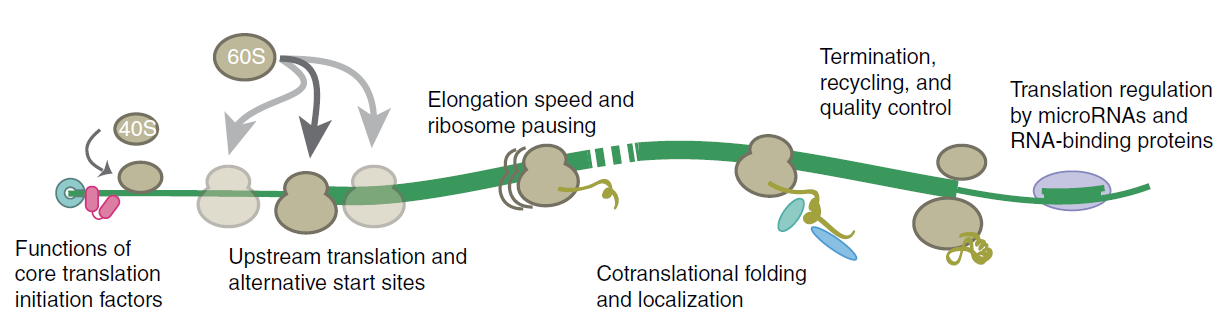 60S
40S
Functions of
core translation
initiation factors
Upstream translation and
alternative start sites
Elongation speed and
ribosome pausing
Cotranslational folding
and localization
Termination,
recycling, and
quality control
Translation regulation
by microRNAs and
RNA-binding proteins